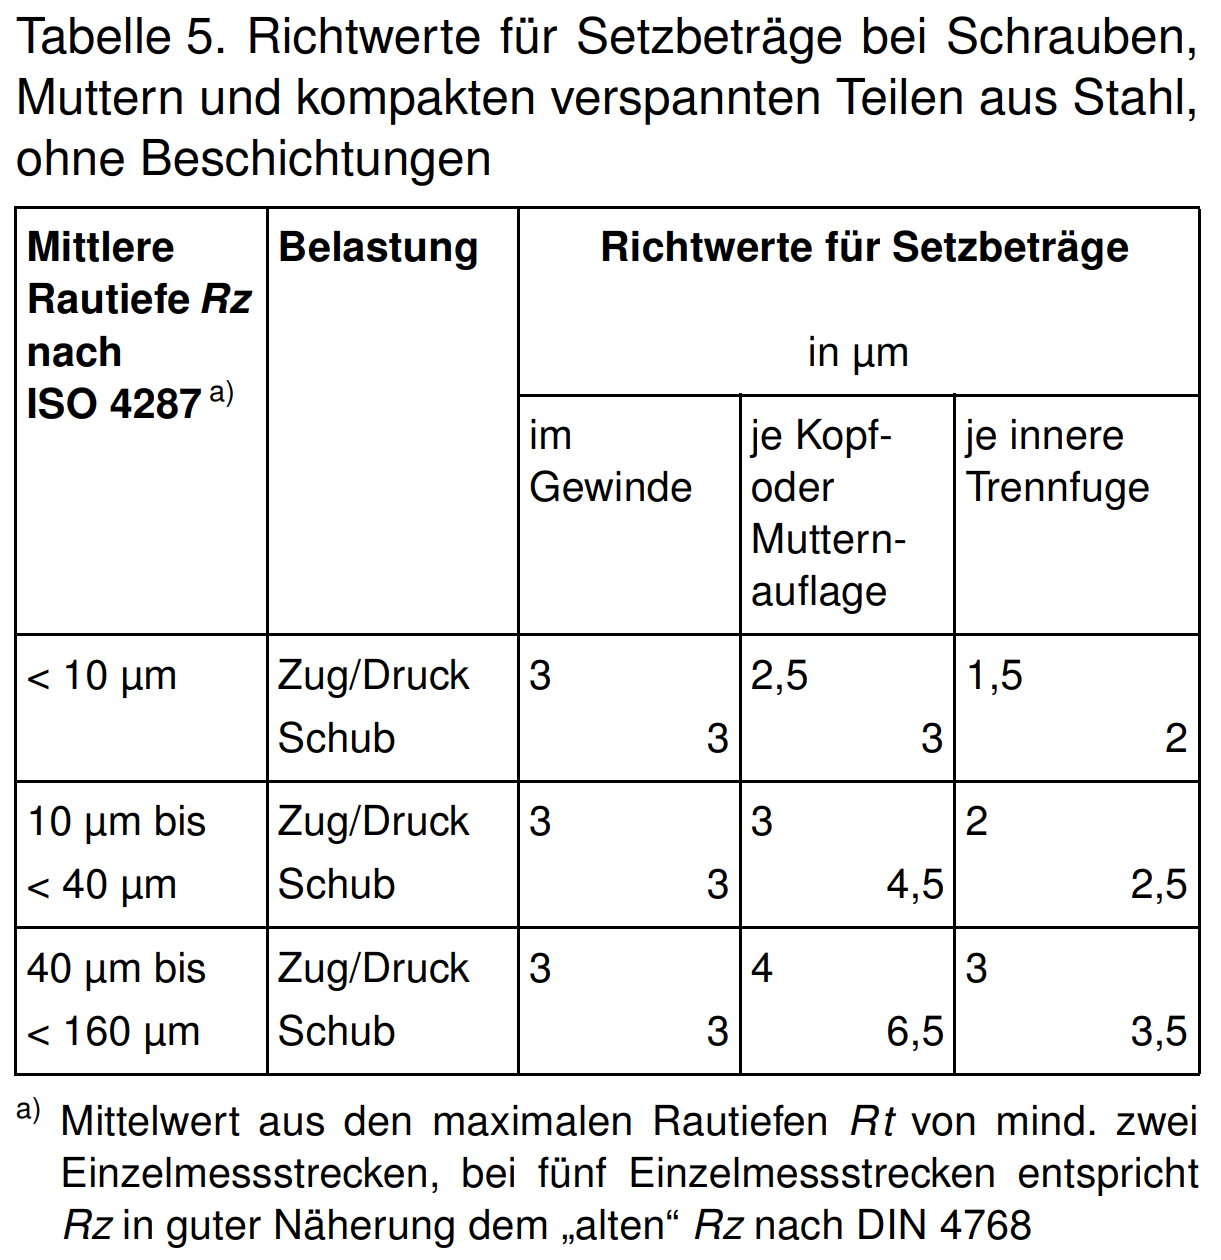 Tabelle 5. Richtwerte für Setzbeträge bei Schrauben,
Muttern und kompakten verspannten Teilen aus Stahl,
ohne Beschichtungen
Mittlere
Rautiefe Rz
nach
ISO 4287 a)
Belastung
Richtwerte für Setzbeträge
in µm
im
Gewinde
je Kopf-
oder
Muttern-
auflage
je innere
Trennfuge
< 10 µm Zug/Druck 3 2,5 1,5
Schub 3 3 2
10 µm bis Zug/Druck 3 3 2
< 40 µm Schub 3 4,5 2,5
40 µm bis Zug/Druck 3 4 3
< 160 µm Schub 3 6,5 3,5
a) Mittelwert aus den maximalen Rautiefen Rt von mind. zwei
Einzelmessstrecken, bei fünf Einzelmessstrecken entspricht
Rz in guter Näherung dem „alten“ Rz nach DIN 4768